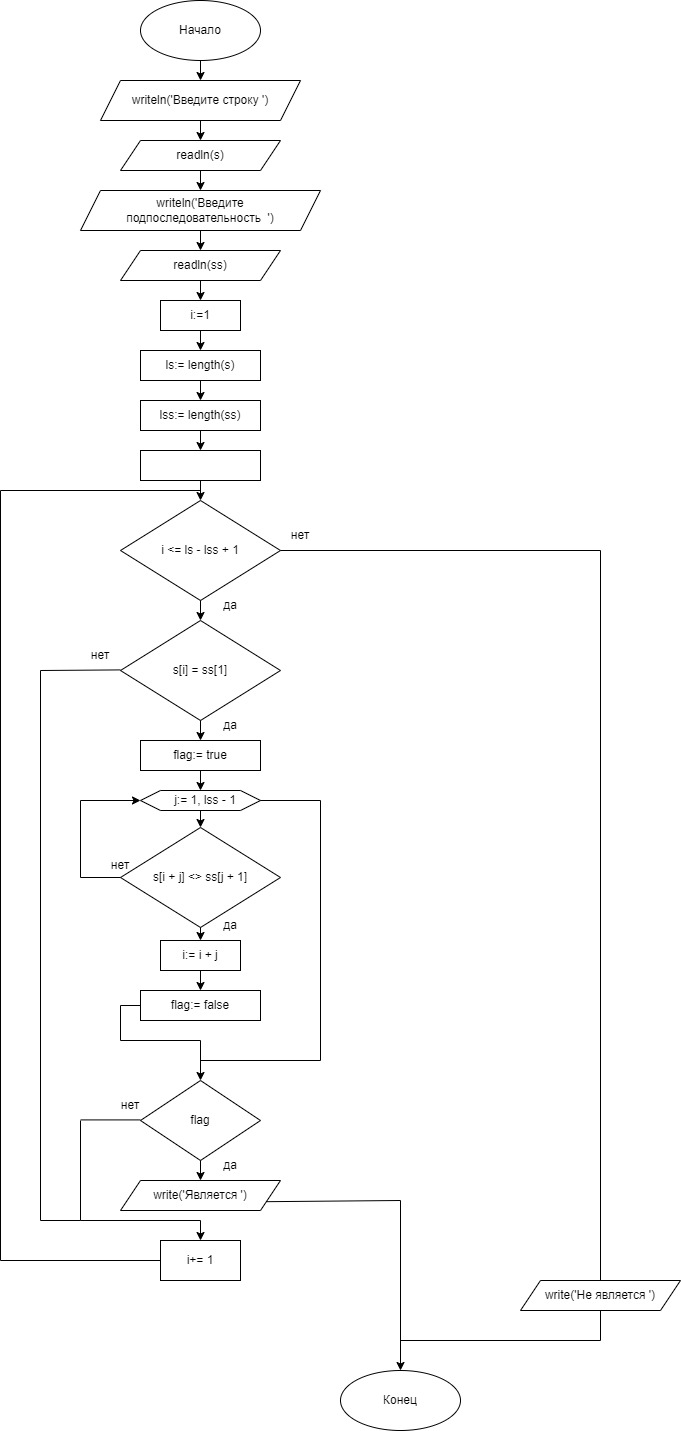 Начало
writeln('Введите строку ')
readln(s)
writeln('Введите
подпоследовательность  ')
readln(ss)
i:=1
ls:= length(s)
lss:= length(ss)
i <= ls - lss + 1
нет
да
нет
s[i] = ss[1]
да
flag:= true
j:= 1, lss - 1
нет
s[i + j] <> ss[j + 1]
да
i:= i + j
flag:= false
нет
flag
да
write('Является ')
i+= 1
write('Не является ')
Конец